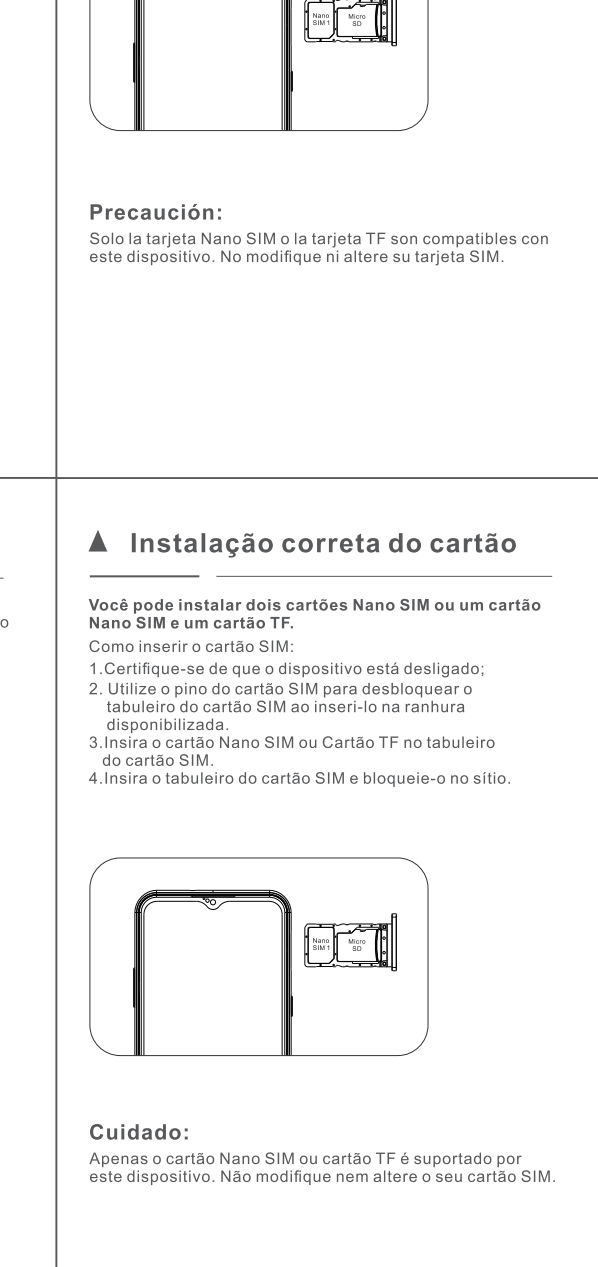 Nano
SIM 1
Micro
SD
Precaución:
Solo la tarjeta Nano SIM o la tarjeta TF son compatibles con
este dispositivo. No modifique ni altere su tarjeta SIM.
o
Instalação correta do cartão
Você pode instalar dois cartões Nano SIM ou um cartão
Nano SIM e um cartão TF.
Como inserir o cartão SIM:
1.Certifique-se de que o dispositivo está desligado;
2. Utilize o pino do cartão SIM para desbloquear o
tabuleiro do cartão SIM ao inseri-lo na ranhura
disponibilizada.
3.Insira o cartão Nano SIM ou Cartão TF no tabuleiro
do cartão SIM.
4.Insira o tabuleiro do cartão SIM e bloqueie-o no sítio.
Nano
SIM 1
Micro
SD
Cuidado:
Apenas o cartão Nano SIM ou cartão TF é suportado por
este dispositivo. Não modifique nem altere o seu cartão SIM.